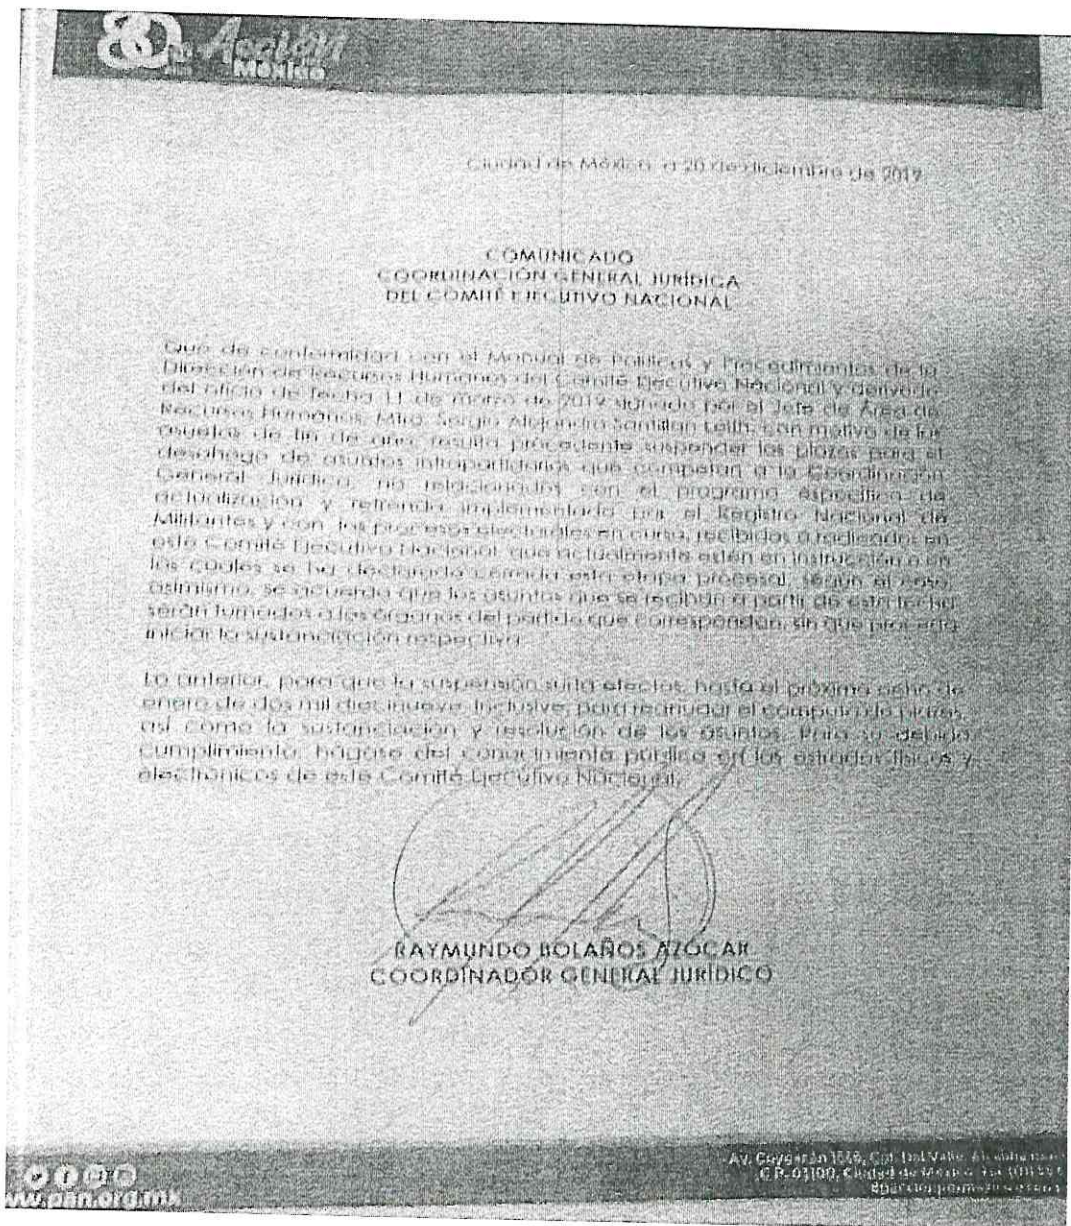 80
Acción
México
Ciudad de México, a 20 de diciembre de 2019
COMUNICADO
COORDINACIÓN GENERAL JURÍDICA
DEL COMITÉ EJECUTIVO NACIONAL
Que de conformidad con el Manual de Políticas y Procedimientos de la
Dirección de Recursos Humanos del Comité Ejecutivo Nacional y derivado
del oficio de fecha 11 de marzo de 2019 signado por el Jefe de Área de
Recursos Humanos, Mtro. Sergio Alejandro Santillan Leith, con motivo de los
asuetos de fin de año, resulta procedente suspender los plazos para el
desahogo de asuntos intrapartidarios que competan a la Coordinación
General Jurídica, no relacionados con el programa específico de
actualización y refrendo implementado por el Registro Nacional de
Militantes y con los procesos electorales en curso, recibidos o radicados en
este Comité Ejecutivo Nacional, que actualmente estén en instrucción o en
los cuales se ha declarado cerrada esta etapa procesal, según el caso,
asimismo, se acuerda que los asuntos que se reciban a partir de esta fecha
serán turnados a los órganos del partido que correspondan, sin que proceda
iniciar la sustanciación respectiva.
Lo anterior, para que la suspensión surta efectos, hasta el próximo ocho de
enero de dos mil diecinueve, inclusive, para reanudar el cómputo de plazos,
así como la sustanciación y resolución de los asuntos. Para su debido
cumplimiento, hágase del conocimiento público en los estrados físicos y
electrónicos de este Comité Ejecutivo Nacional.
RAYMUNDO BOLAÑOS AZÓCAR
COORDINADOR GENERAL JURÍDICO
ww.pan.org.mx
Av. Coyoacán 1546, Col. Del Valle,
C.P. 03100, Ciudad de México